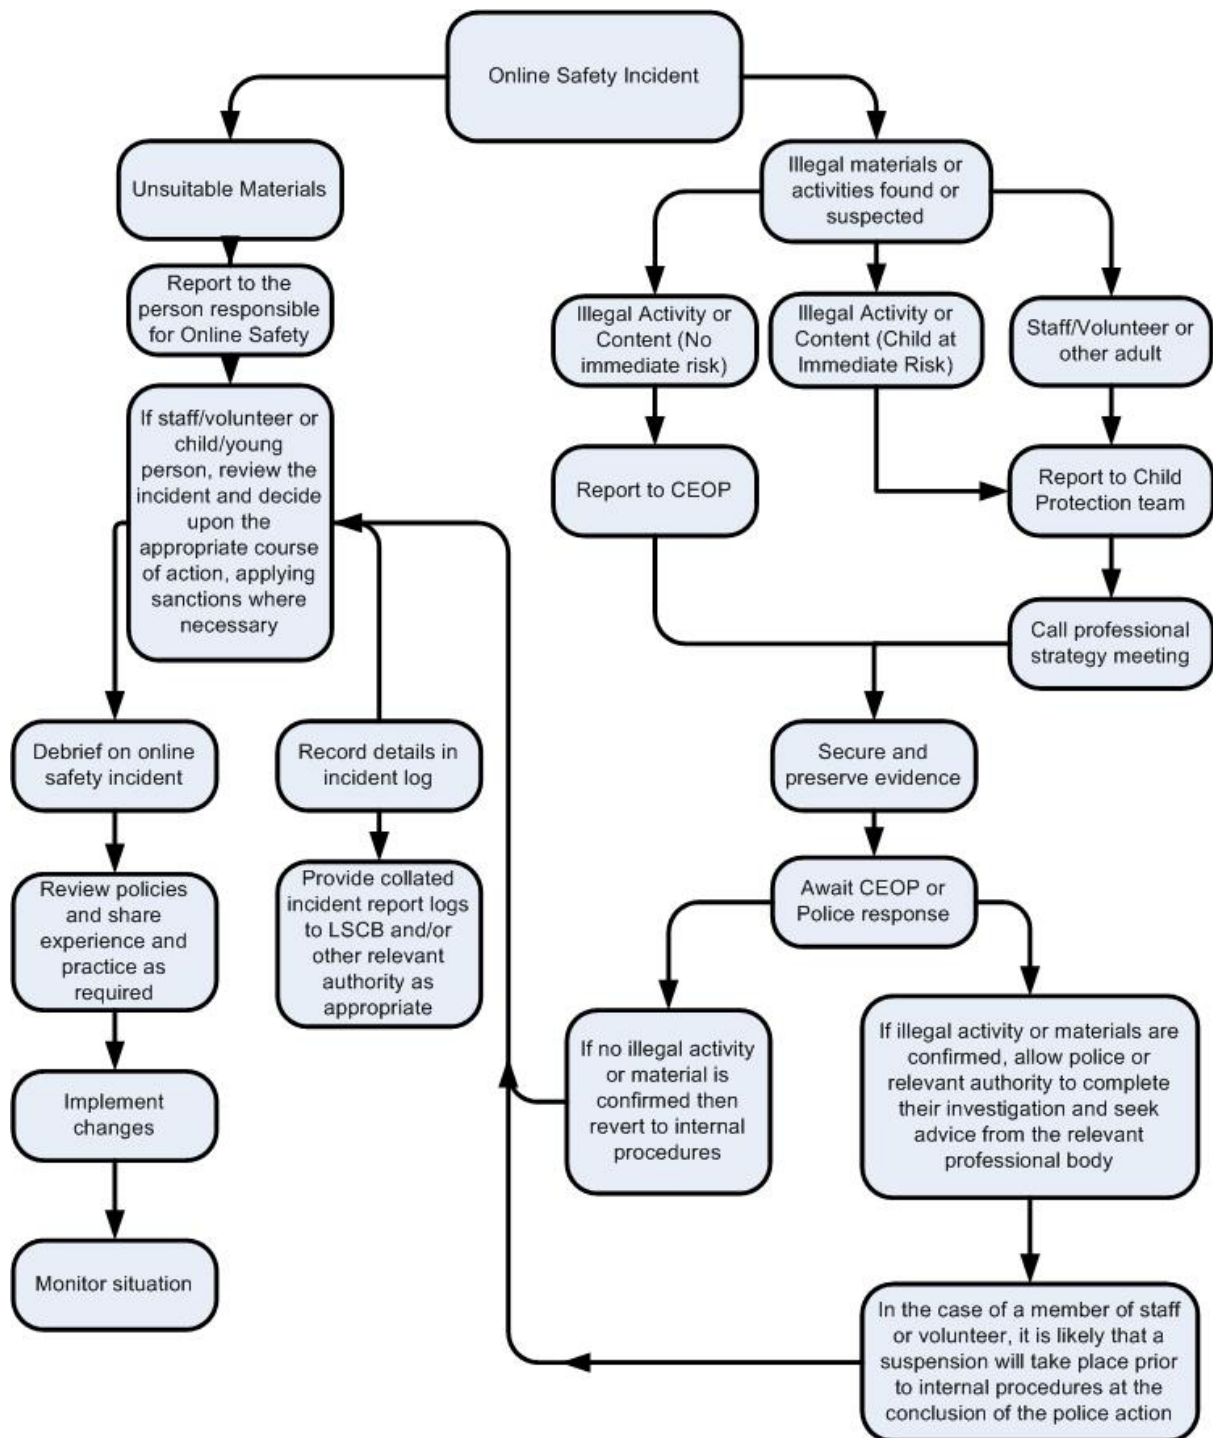 Online Safety Incident
Unsuitable Materials
Report to the
person responsible
for Online Safety
If staff/volunteer or
child/young
person, review the
incident and decide
upon the
appropriate course
of action, applying
sanctions where
necessary
Debrief on online
safety incident
Review policies
and share
experience and
practice as
required
Implement
changes
Monitor situation
Record details in
incident log
Provide collated
incident report logs
to LSCB and/or
other relevant
authority as
appropriate
Illegal materials or
activities found or
suspected
Illegal Activity or
Content (No
immediate risk)
Illegal Activity or
Content (Child at
Immediate Risk)
Staff/Volunteer or
other adult
Report to CEOP
Report to Child
Protection team
Call professional
strategy meeting
Secure and
preserve evidence
Await CEOP or
Police response
If no illegal activity
or material is
confirmed then
revert to internal
procedures
If illegal activity or materials are
confirmed, allow police or
relevant authority to complete
their investigation and seek
advice from the relevant
professional body
In the case of a member of staff
or volunteer, it is likely that a
suspension will take place prior
to internal procedures at the
conclusion of the police action